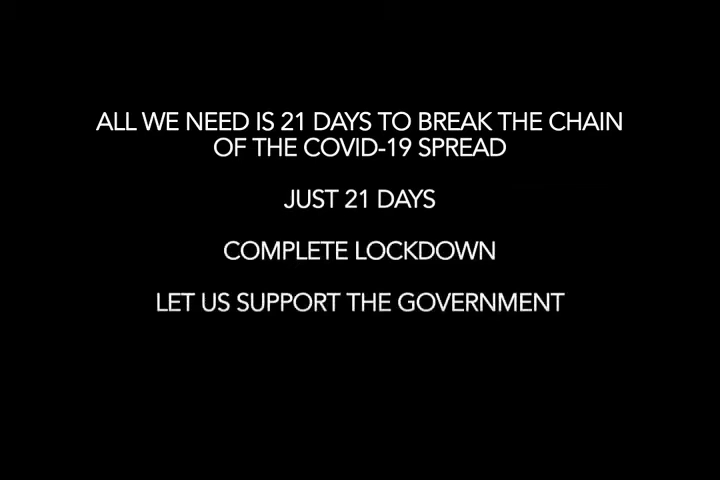 ALL WE NEED IS 21 DAYS TO BREAK THE CHAIN
OF THE COVID-19 SPREAD
JUST 21 DAYS
COMPLETE LOCKDOWN
LET US SUPPORT THE GOVERNMENT